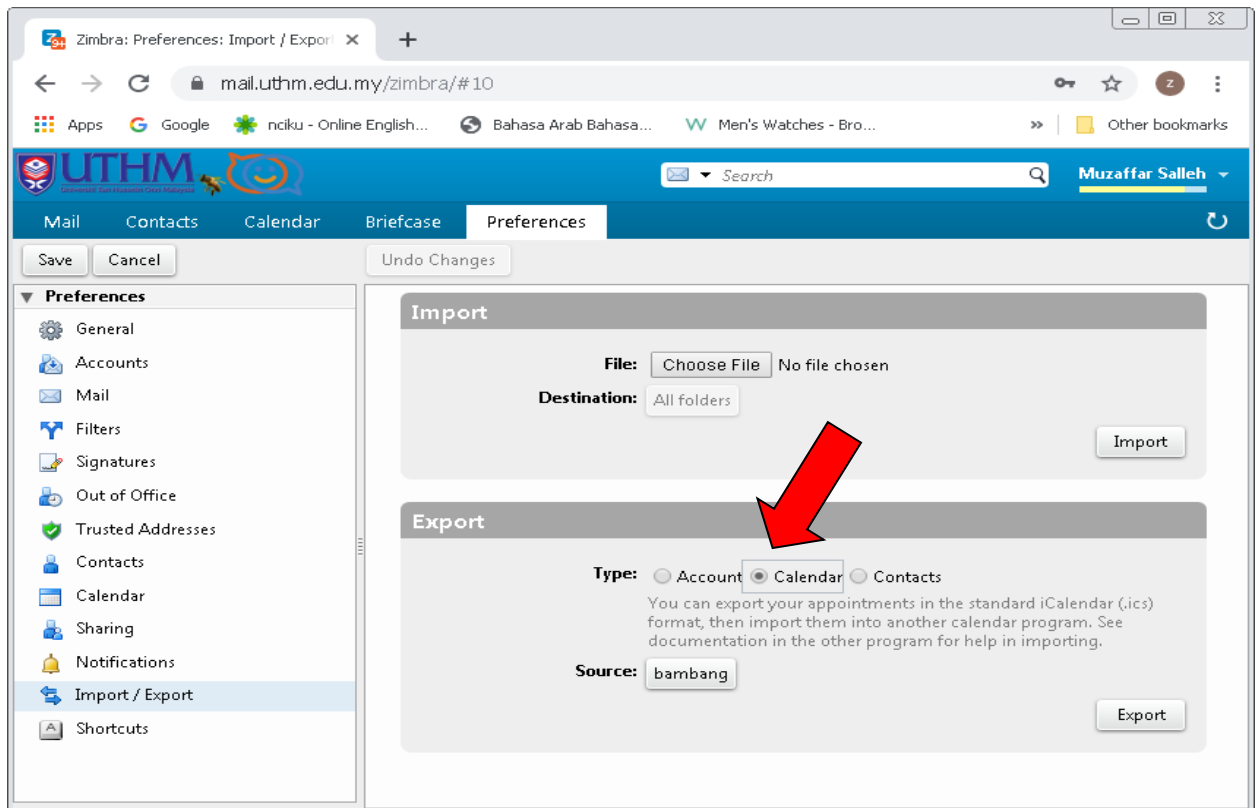 Zimbra: Preferences: Import / Expor
mail.uthm.edu.my/zimbra/#10
Z
Apps Google nciku - Online English... Bahasa Arab Bahasa... Men's Watches - Bro... » Other bookmarks
UTHM
Search
Muzaffar Salleh
Mail Contacts Calendar Briefcase Preferences
Save Cancel Undo Changes
Preferences
General
Accounts
Mail
Filters
Signatures
Out of Office
Trusted Addresses
Contacts
Calendar
Sharing
Notifications
Import / Export
Shortcuts
Import
File: Choose File No file chosen
Destination: All folders
Import
Export
Type: Account Calendar Contacts
You can export your appointments in the standard iCalendar (.ics)
format, then import them into another calendar program. See
documentation in the other program for help in importing.
Source: bambang
Export